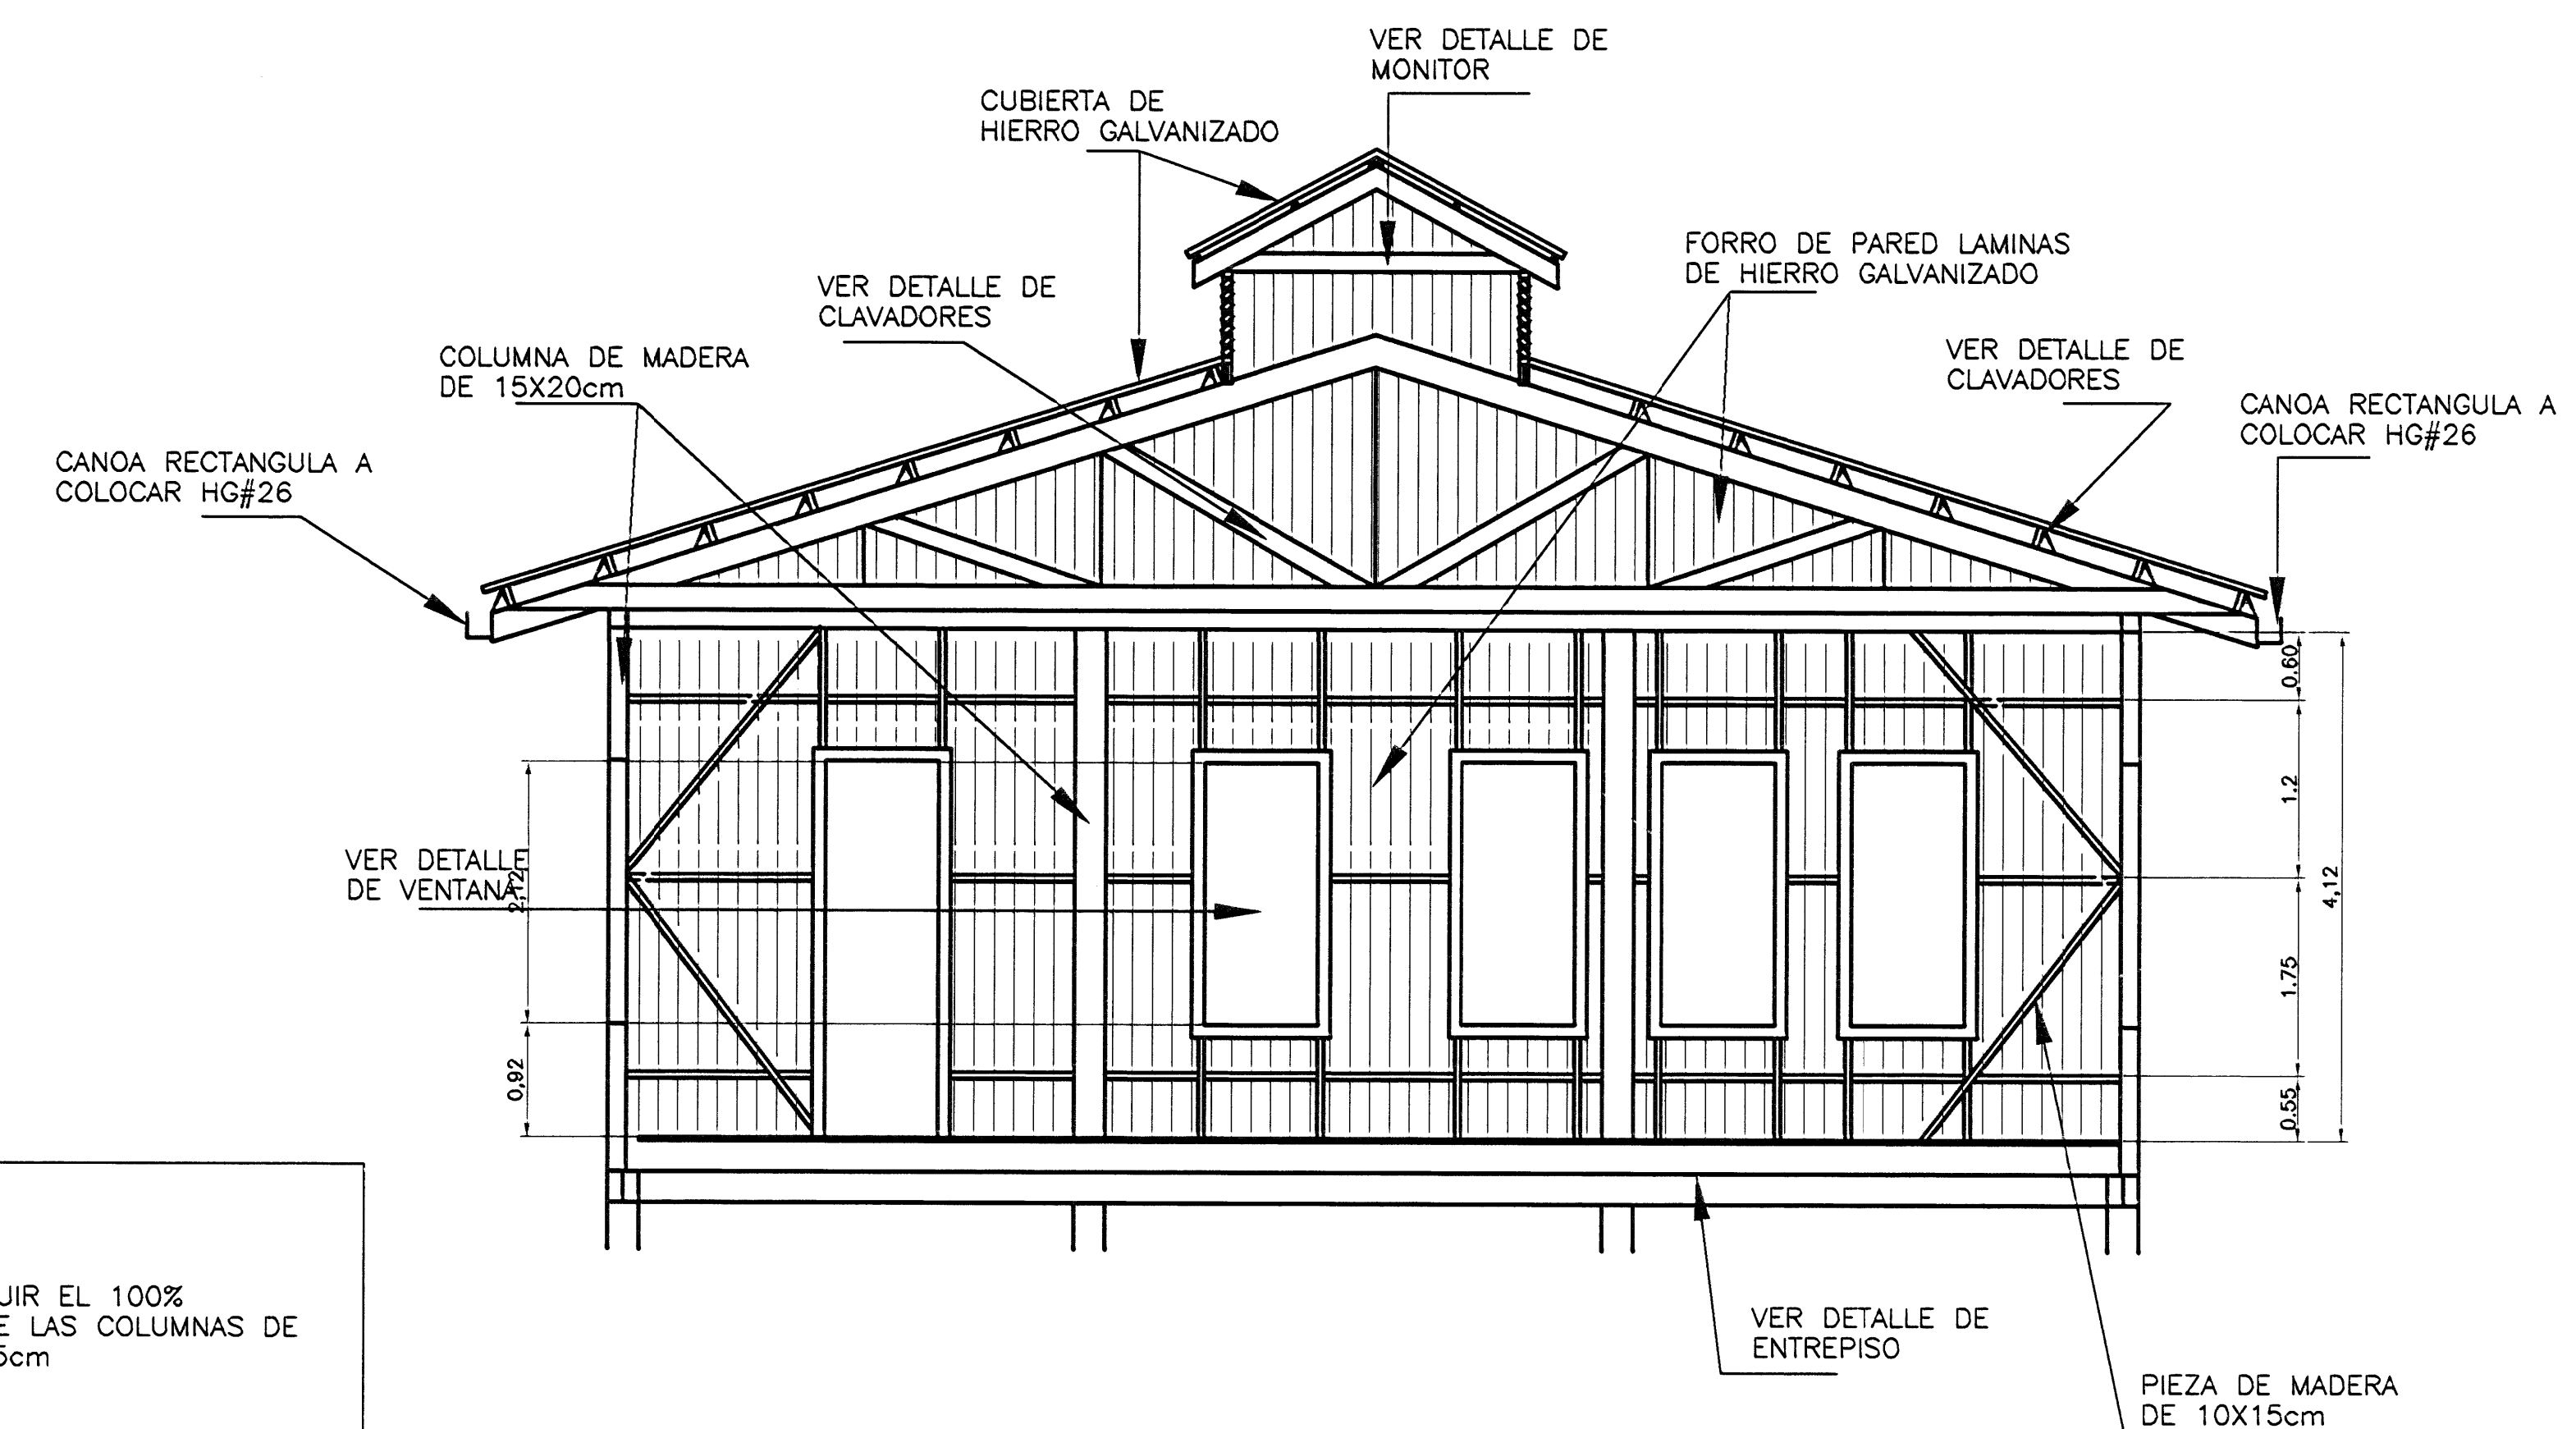 VER DETALLE DE
MONITOR
CUBIERTA DE
HIERRO GALVANIZADO
FORRO DE PARED LAMINAS
DE HIERRO GALVANIZADO
VER DETALLE DE
CLAVADORES
COLUMNA DE MADERA
DE 15X20cm
VER DETALLE DE
CLAVADORES
CANOA RECTANGULA A
COLOCAR HG#26
CANOA RECTANGULA A
COLOCAR HG#26
0.60
1.2
4,12
1.75
0.55
VER DETALLE
DE VENTANA
2,12
0,92
UIR EL 100%
E LAS COLUMNAS DE
5cm
VER DETALLE DE
ENTREPISO
PIEZA DE MADERA
DE 10X15cm